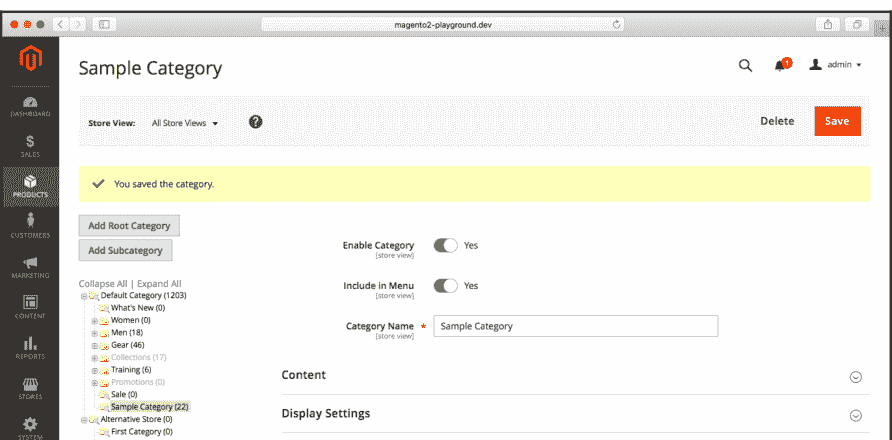 magento2-playground.dev
Sample Category
1
admin
Store View: All Store Views ?
Delete
Save
You saved the category.
DASHBOARD
$
SALES
PRODUCTS
CUSTOMERS
MARKETING
CONTENT
REPORTS
STORES
SYSTEM
Add Root Category
Add Subcategory
Collapse All | Expand All
Default Category (1203)
What's New (0)
Women (0)
Men (18)
Gear (46)
Collections (17)
Training (6)
Promotions (0)
Sale (0)
Sample Category (22)
Alternative Store (0)
First Category (0)
Enable Category Yes
[store view]
Include in Menu Yes
[store view]
Category Name * Sample Category
[store view]
Content
Display Settings